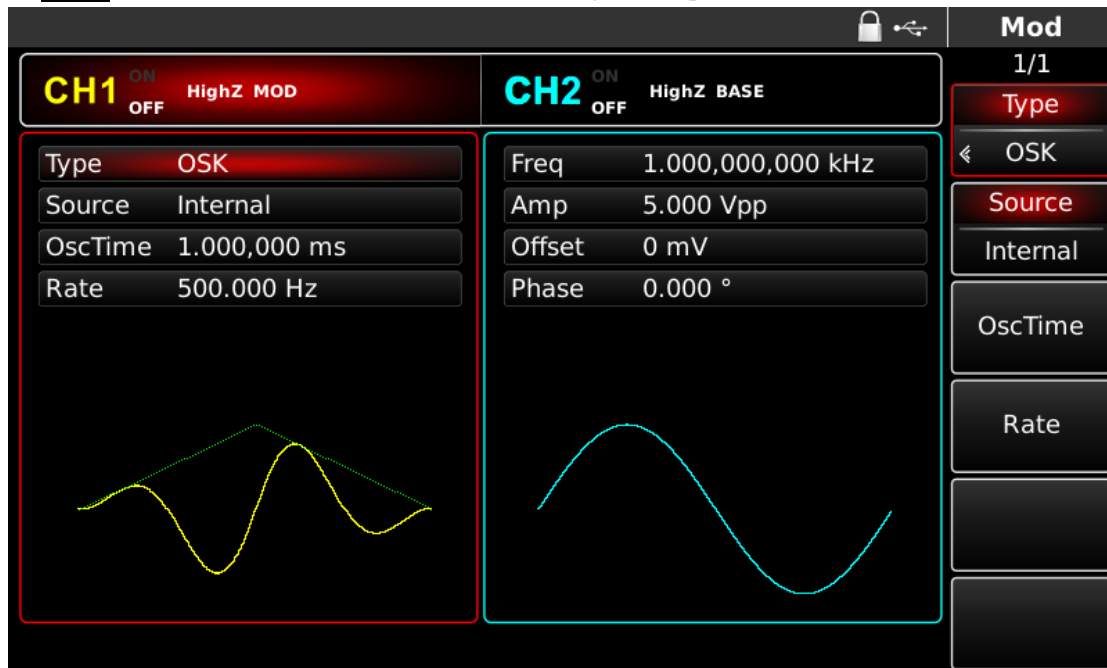 Mod
1/1
CH1 ON OFF HighZ MOD
CH2 ON OFF HighZ BASE
Type OSK
Source Internal
OscTime 1.000,000 ms
Rate 500.000 Hz
Freq 1.000,000,000 kHz
Amp 5.000 Vpp
Offset 0 mV
Phase 0.000 °
Type
OSK
Source
Internal
OscTime
Rate